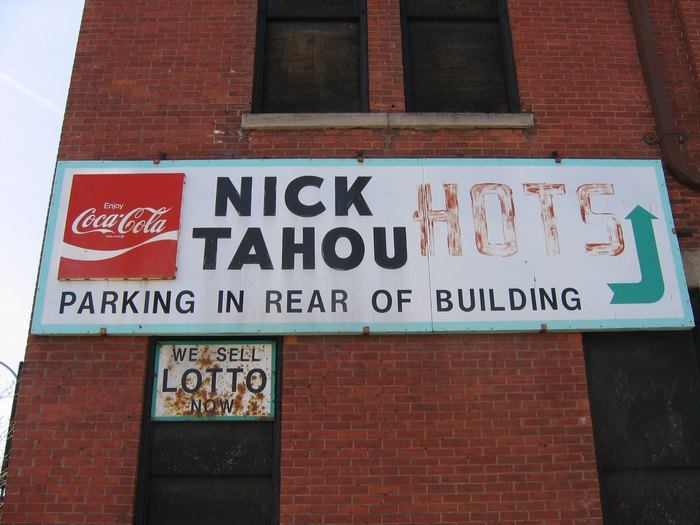 Enjoy
Coca-Cola
NICK HOTS
TAHOU
PARKING IN REAR OF BUILDING
WE SELL
LOTTO
NOW